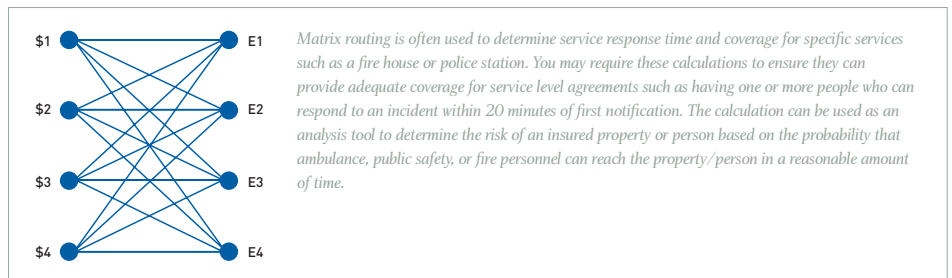 $1 E1
$2 E2
$3 E3
$4 E4
Matrix routing is often used to determine service response time and coverage for specific services
such as a fire house or police station. You may require these calculations to ensure they can
provide adequate coverage for service level agreements such as having one or more people who can
respond to an incident within 20 minutes of first notification. The calculation can be used as an
analysis tool to determine the risk of an insured property or person based on the probability that
ambulance, public safety, or fire personnel can reach the property/person in a reasonable amount
of time.